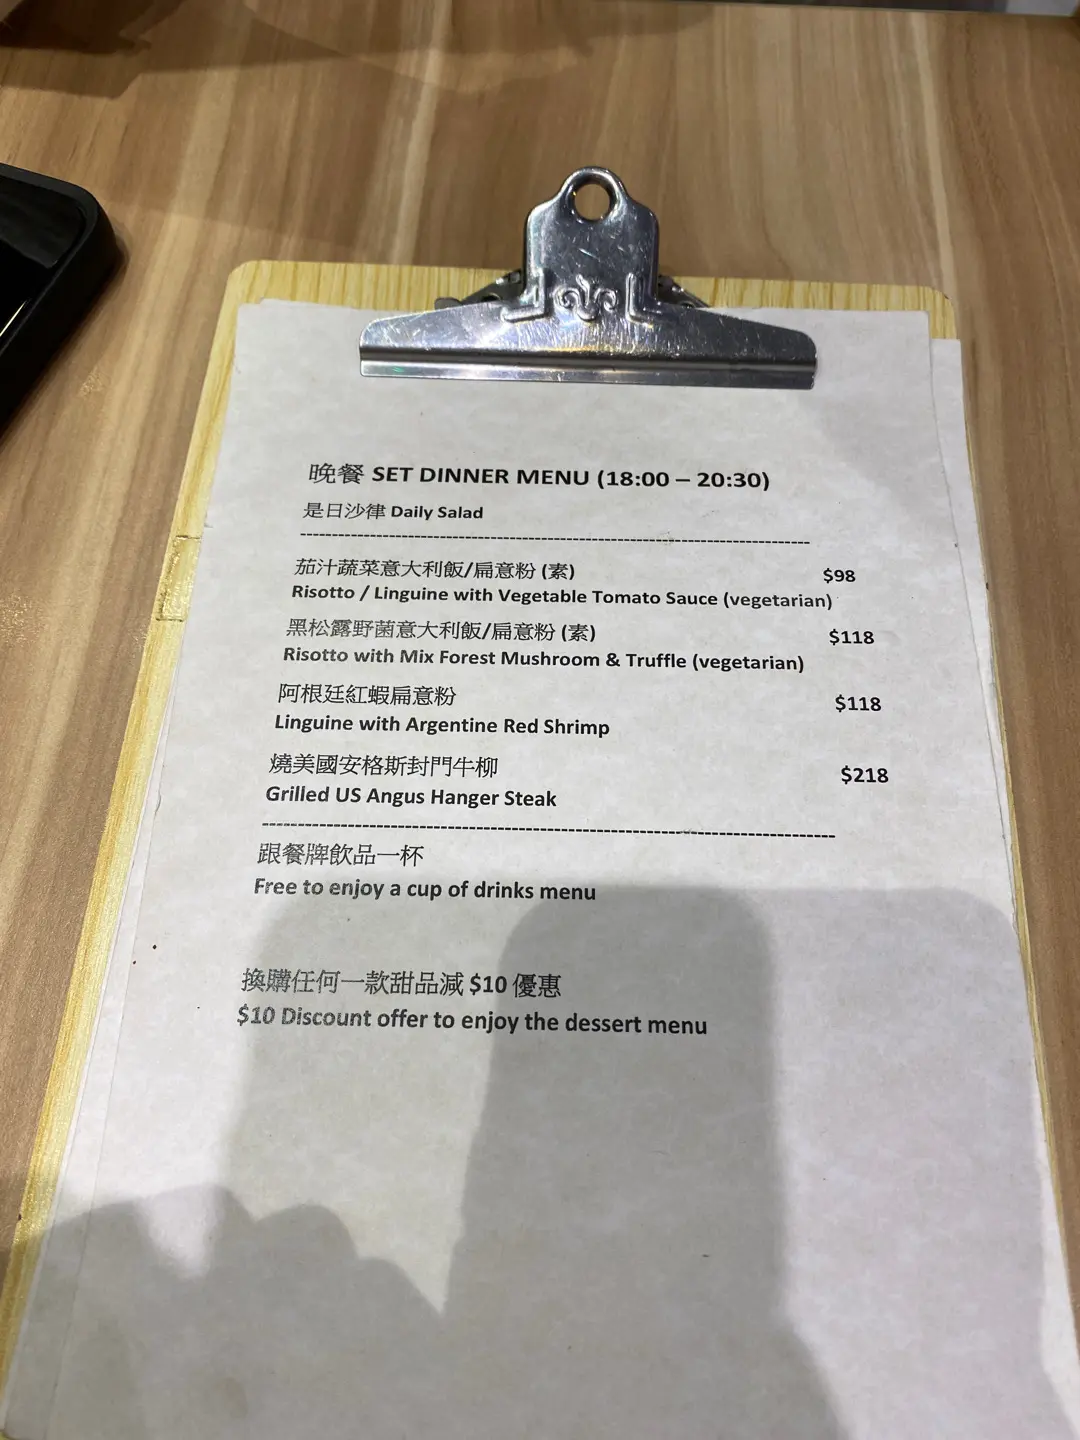 晚餐 SET DINNER MENU (18:00 – 20:30)
是日沙律 Daily Salad
茄汁蔬菜意大利飯/扁意粉 (素) $98
Risotto / Linguine with Vegetable Tomato Sauce (vegetarian)
黑松露野菌意大利飯/扁意粉 (素) $118
Risotto with Mix Forest Mushroom & Truffle (vegetarian)
阿根廷紅蝦扁意粉 $118
Linguine with Argentine Red Shrimp
燒美國安格斯封門牛柳 $218
Grilled US Angus Hanger Steak
跟餐牌飲品一杯
Free to enjoy a cup of drinks menu
換購任何一款甜品減 $10 優惠
$10 Discount offer to enjoy the dessert menu